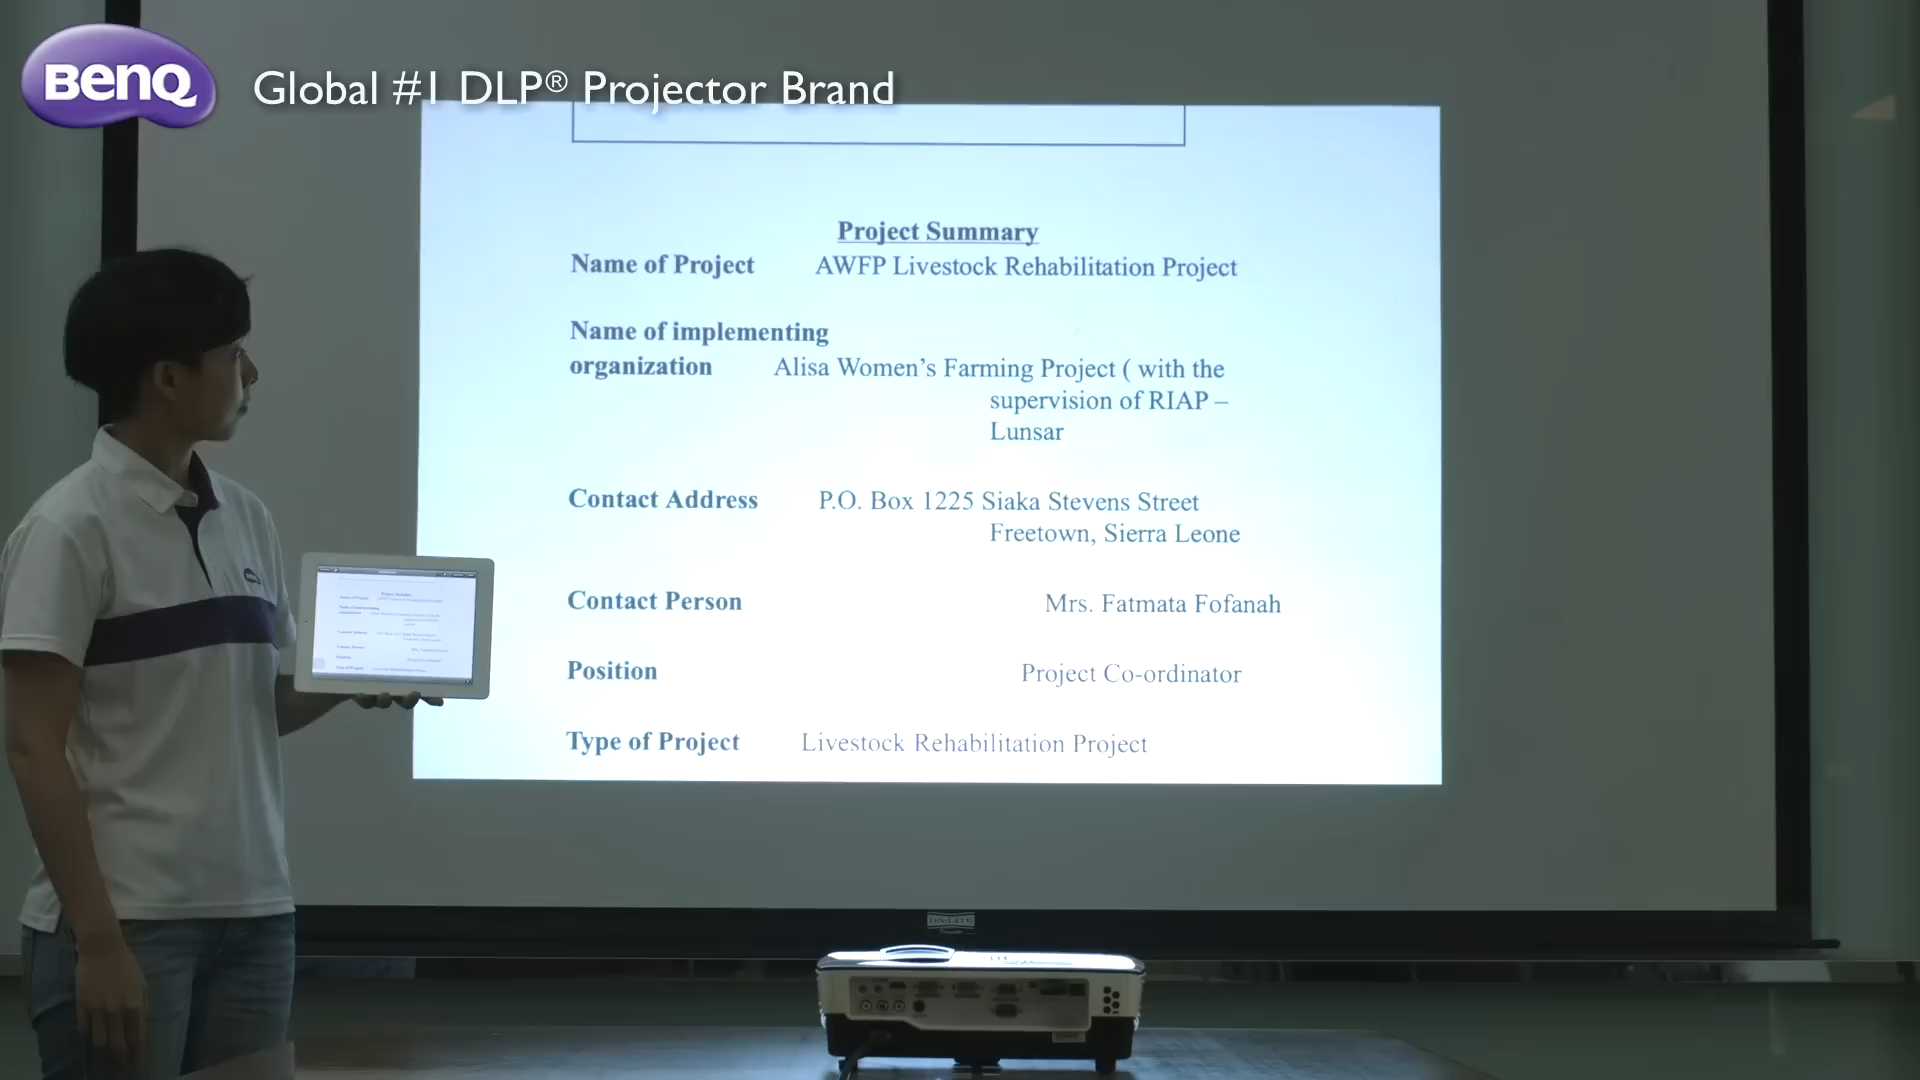 BenQ
Global #1 DLP® Projector Brand
Project Summary
Name of Project AWFP Livestock Rehabilitation Project
Name of implementing
organization Alisa Women’s Farming Project ( with the
supervision of RIAP –
Lunsar
Contact Address P.O. Box 1225 Siaka Stevens Street
Freetown, Sierra Leone
Contact Person Mrs. Fatmata Fofanah
Position Project Co-ordinator
Type of Project Livestock Rehabilitation Project